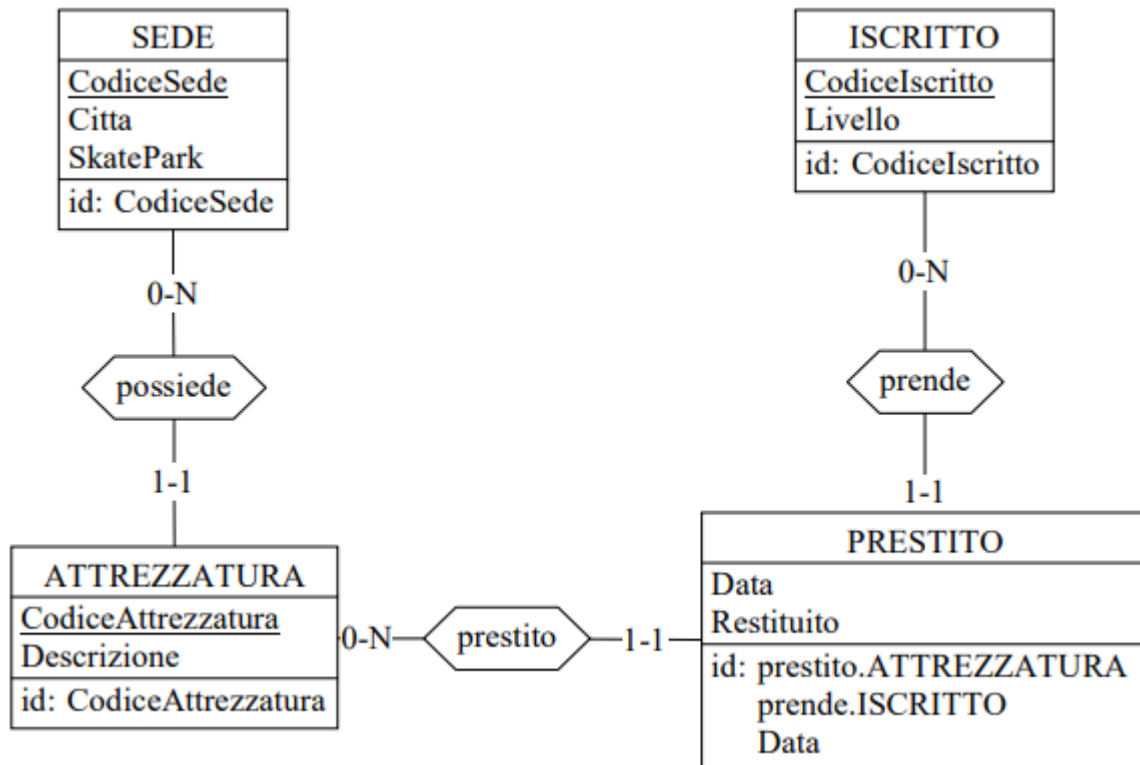 SEDE
CodiceSede
Citta
SkatePark
id: CodiceSede
ISCRITTO
CodiceIscritto
Livello
id: CodiceIscritto
0-N
0-N
possiede
prende
1-1
1-1
ATTREZZATURA
CodiceAttrezzatura
Descrizione
id: CodiceAttrezzatura
0-N
prestito
1-1
PRESTITO
Data
Restituito
id: prestito.ATTREZZATURA
prende.ISCRITTO
Data